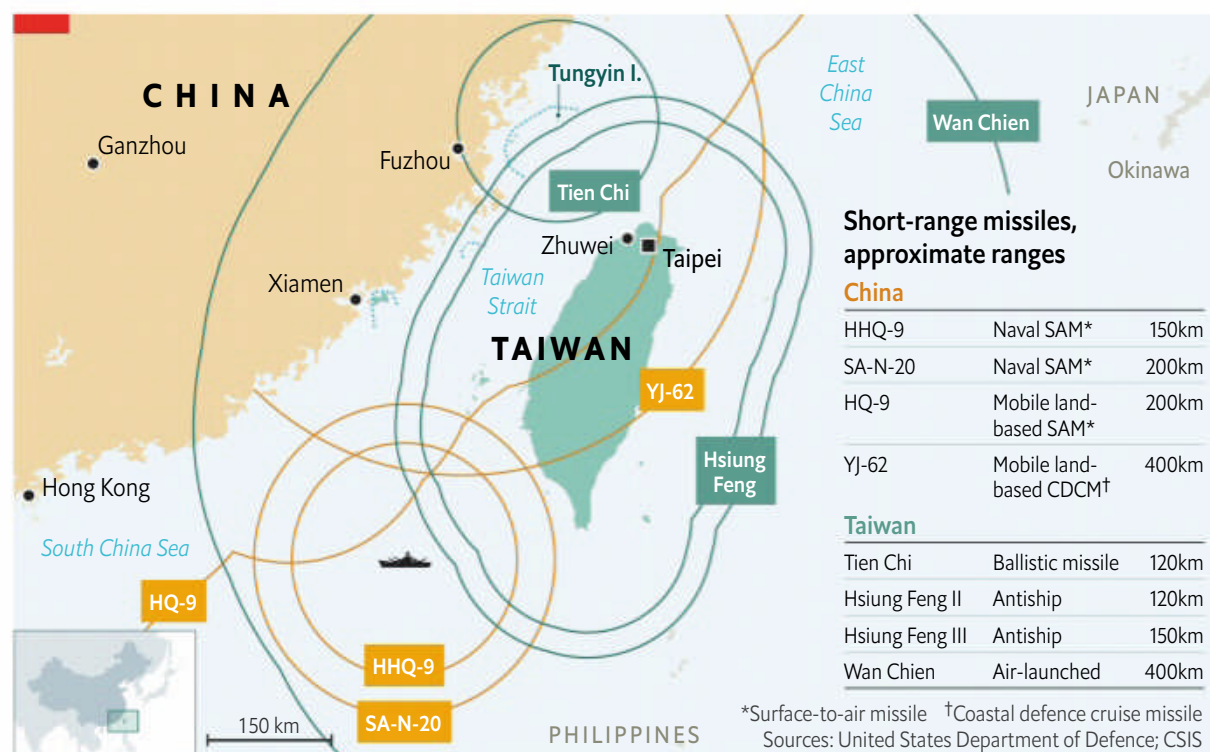 CHINA
Ganzhou
Fuzhou
Tungyin I.
East
China
Sea
JAPAN
Okinawa
Wan Chien
Tien Chi
Zhuwei
Taipei
Xiamen
Taiwan
Strait
TAIWAN
YJ-62
Hsiung
Feng
Hong Kong
South China Sea
HQ-9
HHQ-9
SA-N-20
150 km
PHILIPPINES
Short-range missiles,
approximate ranges
China
HHQ-9 Naval SAM* 150km
SA-N-20 Naval SAM* 200km
HQ-9 Mobile land- 200km
based SAM*
YJ-62 Mobile land- 400km
based CDCM†
Taiwan
Tien Chi Ballistic missile 120km
Hsiung Feng II Antiship 120km
Hsiung Feng III Antiship 150km
Wan Chien Air-launched 400km
*Surface-to-air missile †Coastal defence cruise missile
Sources: United States Department of Defence; CSIS